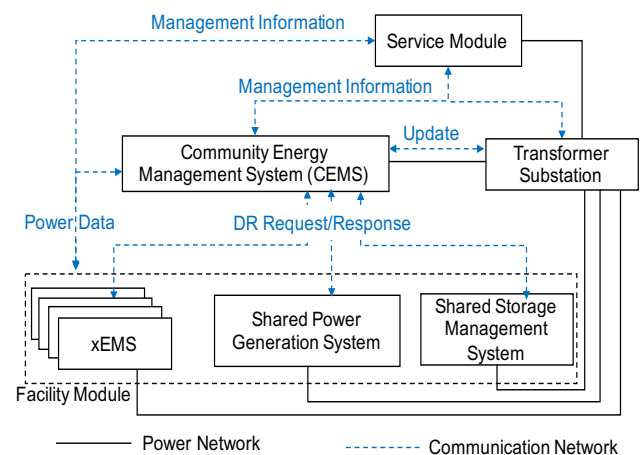 Management Information
Service Module
Management Information
Update
Community Energy
Management System (CEMS)
Transformer
Substation
Power Data
DR Request/Response
xEMS
Shared Power
Generation System
Shared Storage
Management
System
Facility Module
Power Network
Communication Network